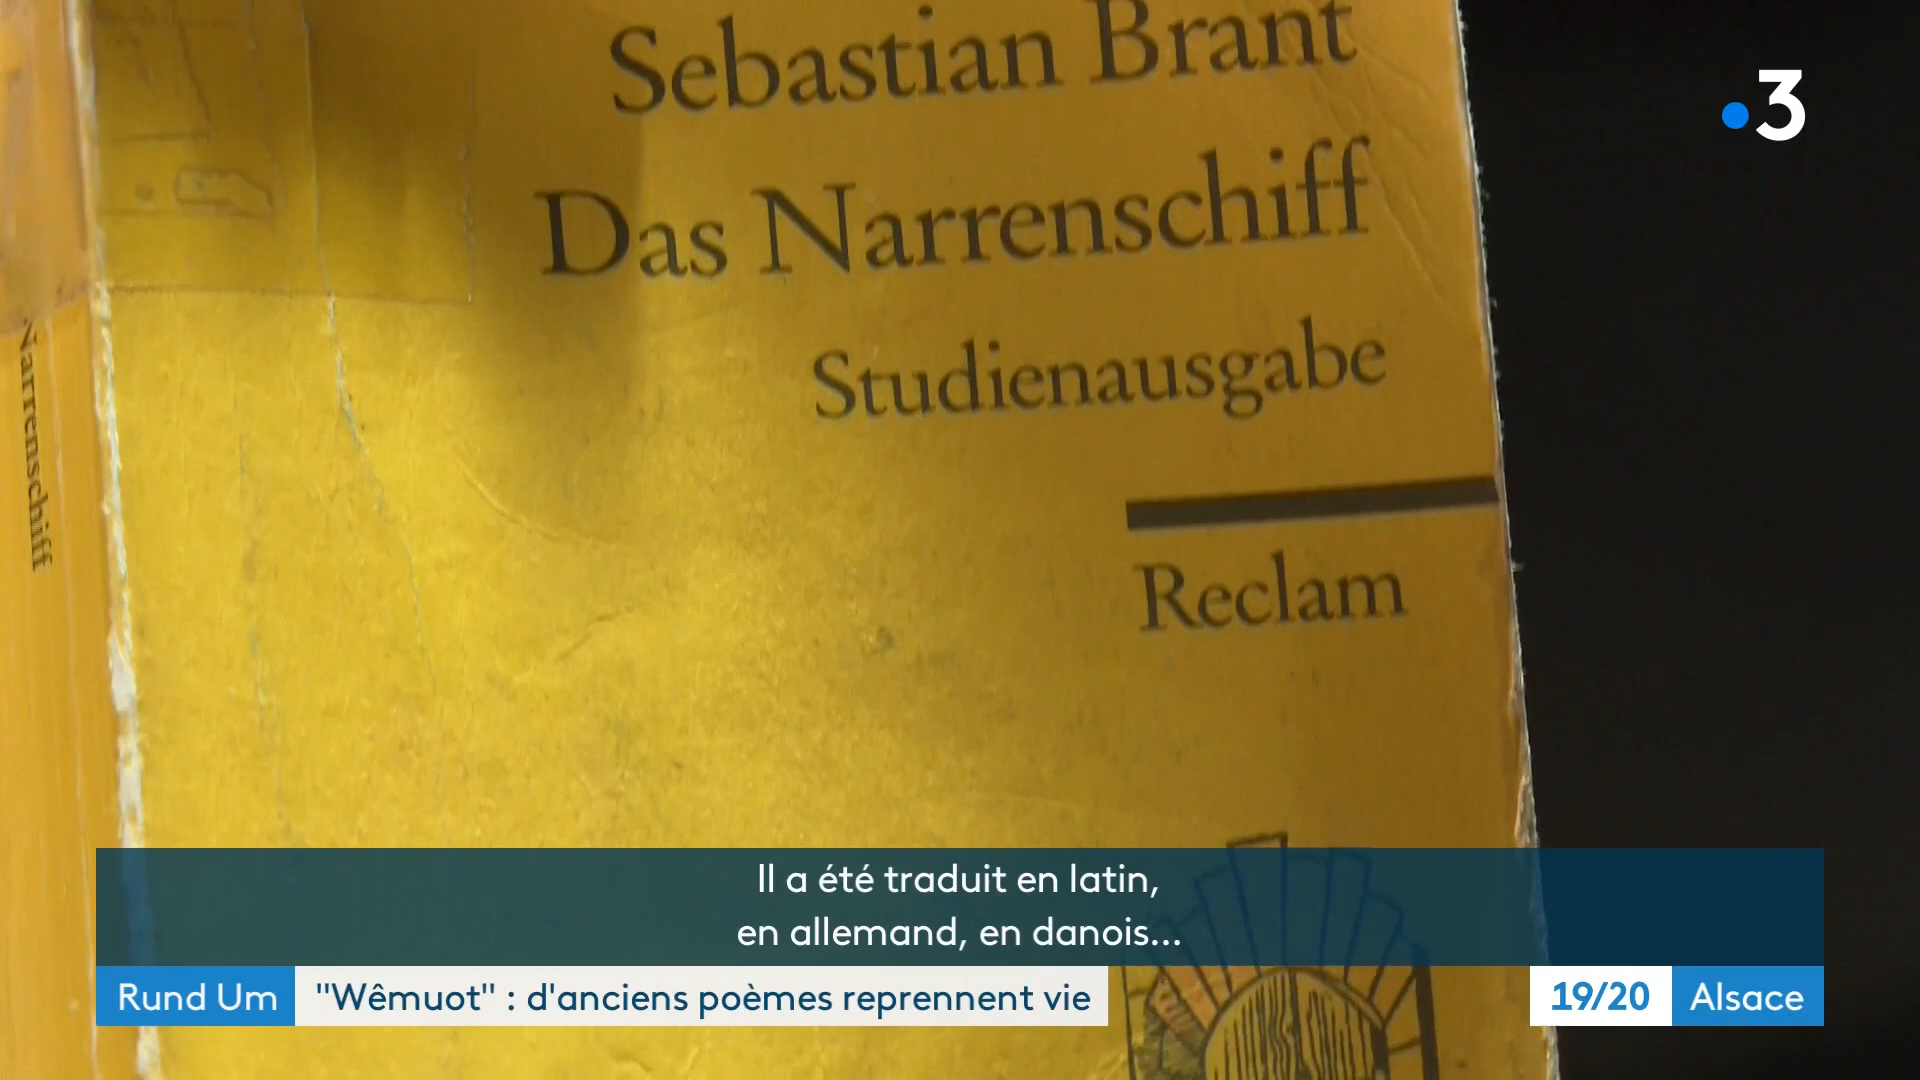 Sebastian Brant
3
Das Narrenschiff
Studienausgabe
Narrenschiff
Reclam
Il a été traduit en latin,
en allemand, en danois...
Rund Um
"Wêmuot" : d'anciens poèmes reprennent vie
19/20
Alsace